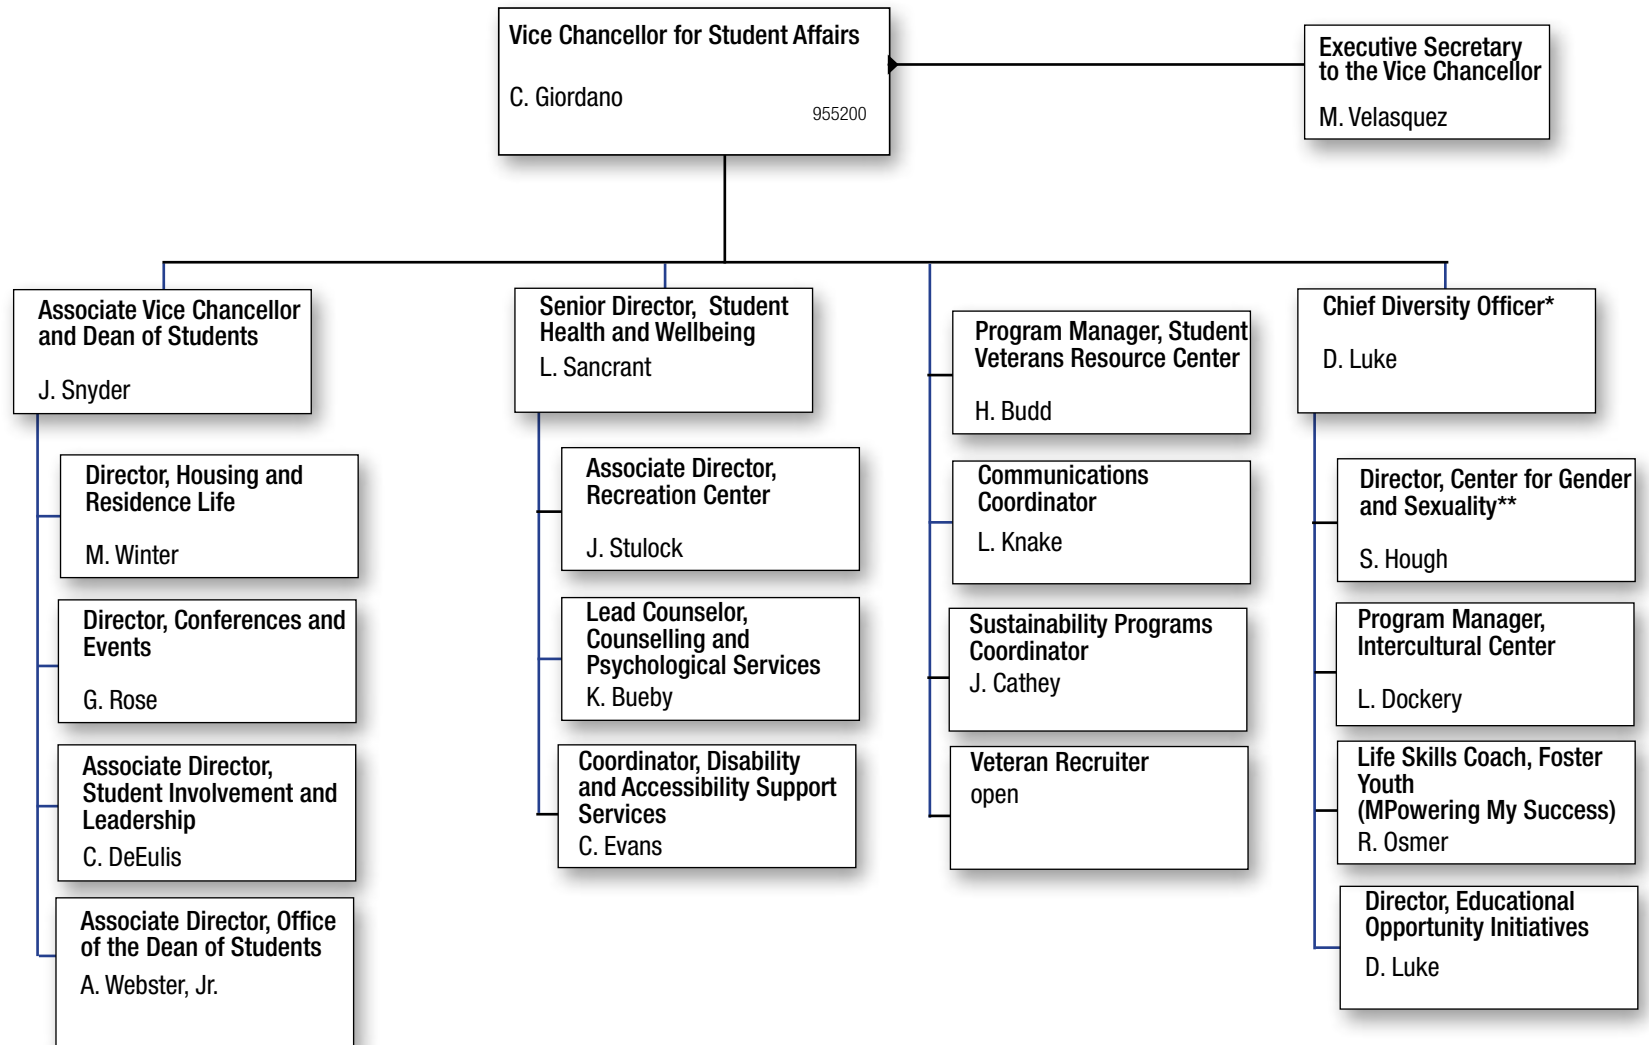 Vice Chancellor for Student Affairs
C. Giordano
955200
Executive Secretary
to the Vice Chancellor
M. Velasquez
Associate Vice Chancellor
and Dean of Students
J. Snyder
Director, Housing and
Residence Life
M. Winter
Director, Conferences and
Events
G. Rose
Associate Director,
Student Involvement and
Leadership
C. DeEulis
Associate Director, Office
of the Dean of Students
A. Webster, Jr.
Senior Director,  Student
Health and Wellbeing
L. Sancrant
Associate Director,
Recreation Center
J. Stulock
Lead Counselor,
Counselling and
Psychological Services
K. Bueby
Coordinator, Disability
and Accessibility Support
Services
C. Evans
Program Manager, Student
Veterans Resource Center
H. Budd
Communications
Coordinator
L. Knake
Sustainability Programs
Coordinator
J. Cathey
Veteran Recruiter
open
Chief Diversity Officer*
D. Luke
Director, Center for Gender
and Sexuality**
S. Hough
Program Manager,
Intercultural Center
L. Dockery
Life Skills Coach, Foster
Youth
(MPowering My Success)
R. Osmer
Director, Educational
Opportunity Initiatives
D. Luke